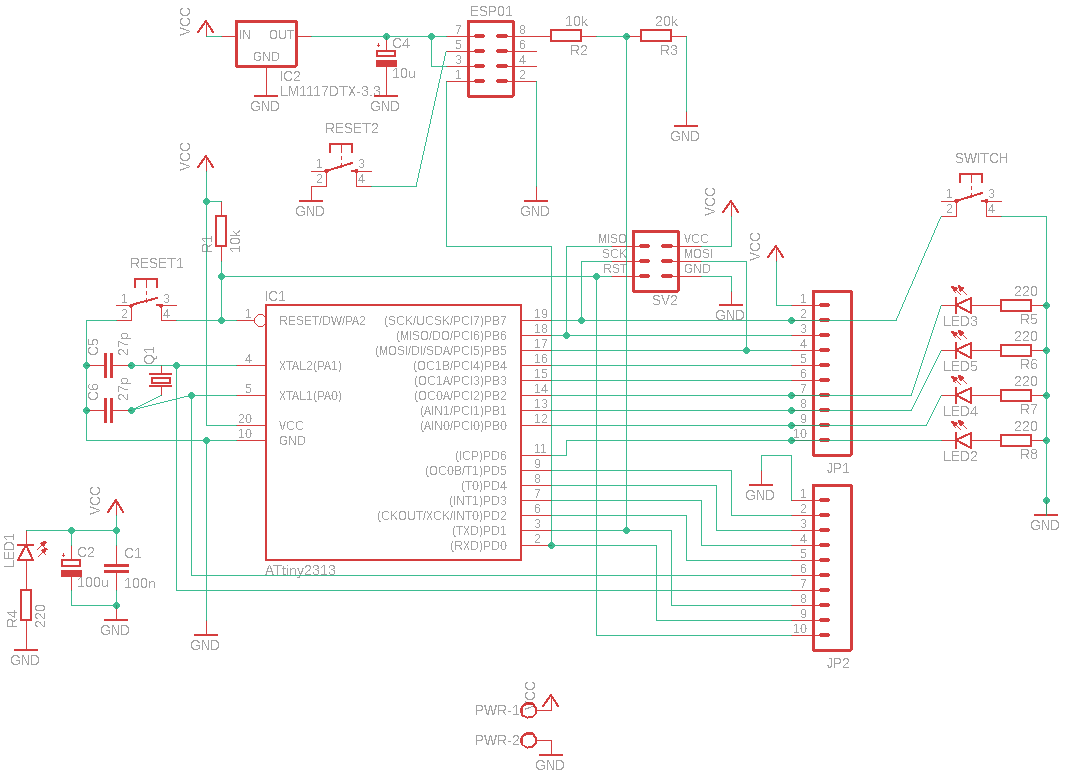 VCC
IN OUT
GND
IC2
LM1117DTX-3.3
GND
C4
10u
GND
ESP01
7 8
5 6
3 4
1 2
10k
R2
20k
R3
GND
RESET2
1 3
2 4
GND
GND
VCC
R1
10k
RESET1
1 3
2 4
C5
27p
C6
27p
Q1
IC1
1 RESET/DW/PA2
4 XTAL2(PA1)
5 XTAL1(PA0)
20 VCC
10 GND
(SCK/UCSK/PCI7)PB7 19
(MISO/DO/PCI6)PB6 18
(MOSI/DI/SDA/PCI5)PB5 17
(OC1B/PCI4)PB4 16
(OC1A/PCI3)PB3 15
(OC0A/PCI2)PB2 14
(AIN1/PCI1)PB1 13
(AIN0/PCI0)PB0 12
(ICP)PD6 11
(OC0B/T1)PD5 9
(T0)PD4 8
(INT1)PD3 7
(CKOUT/XCK/INT0)PD2 6
(TXD)PD1 3
(RXD)PD0 2
ATtiny2313
MISO VCC
SCK MOSI
RST GND
SV2
VCC
GND
VCC
1
2
3
4
5
6
7
8
9
10
JP1
GND
1
2
3
4
5
6
7
8
9
10
JP2
SWITCH
1 3
2 4
LED3
220
R5
LED5
220
R6
LED4
220
R7
LED2
220
R8
GND
VCC
LED1
R4
220
GND
C2
100u
C1
100n
GND
GND
VCC
PWR-1
PWR-2
GND